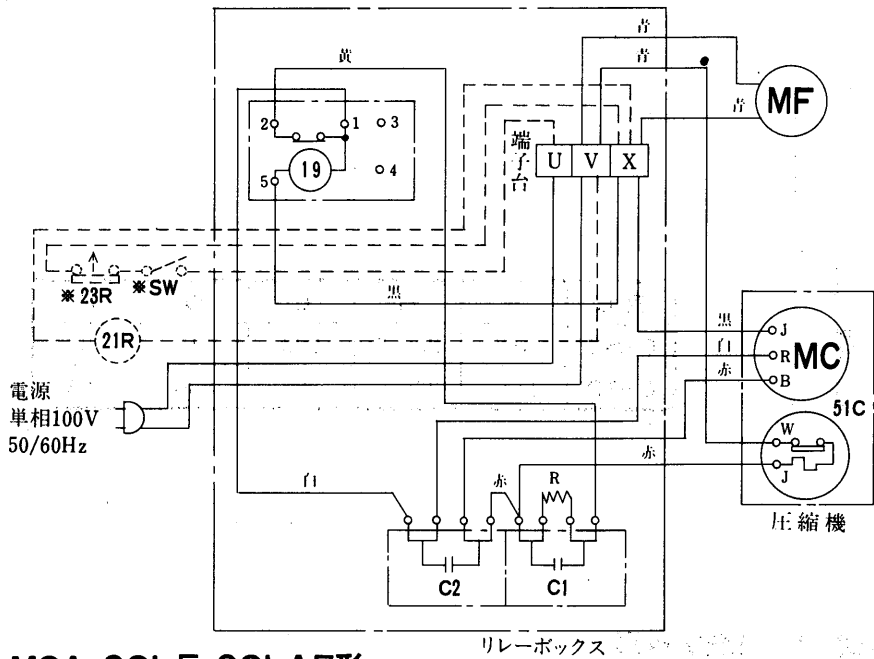 青
黄
青
MF
青
2
1
3
19
5
4
端子台
U V X
黒
※23R
※SW
21R
黒
J
白
R
MC
赤
B
51C
電源
単相100V
50/60Hz
W
J
圧縮機
白
赤
R
赤
C2
C1
リレーボックス